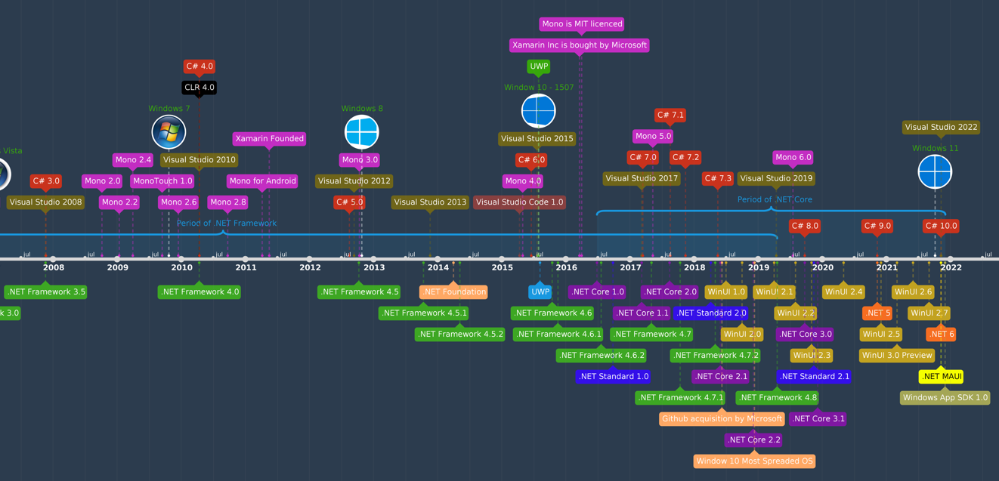 Mono is MIT licenced
Xamarin Inc is bought by Microsoft
C# 4.0
UWP
CLR 4.0
Window 10 - 1507
Windows 7
Windows 8
C# 7.1
Visual Studio 2022
Xamarin Founded
Visual Studio 2015
Mono 5.0
Vista
Windows 11
Mono 2.4
Visual Studio 2010
Mono 3.0
C# 6.0
C# 7.0
C# 7.2
Mono 6.0
C# 3.0
Mono 2.0
MonoTouch 1.0
Mono for Android
Visual Studio 2012
Mono 4.0
Visual Studio 2017
C# 7.3
Visual Studio 2019
Visual Studio 2008
Mono 2.2
Mono 2.6
Mono 2.8
C# 5.0
Visual Studio 2013
Visual Studio Code 1.0
Period of .NET Core
Period of .NET Framework
C# 8.0
C# 9.0
C# 10.0
jul jul jul jul jul jul jul jul jul jul jul jul jul jul jul jul
2008 2009 2010 2011 2012 2013 2014 2015 2016 2017 2018 2019 2020 2021 2022
.NET Framework 3.5
.NET Framework 4.0
.NET Framework 4.5
.NET Foundation
UWP
.NET Core 1.0
.NET Core 2.0
WinUI 1.0
WinUI 2.1
WinUI 2.4
WinUI 2.6
k 3.0
.NET Framework 4.5.1
.NET Framework 4.6
.NET Core 1.1
.NET Standard 2.0
WinUI 2.2
.NET 5
WinUI 2.7
.NET Framework 4.5.2
.NET Framework 4.6.1
.NET Framework 4.7
WinUI 2.0
.NET Core 3.0
WinUI 2.5
.NET 6
.NET Framework 4.6.2
.NET Framework 4.7.2
WinUI 2.3
WinUI 3.0 Preview
.NET Standard 1.0
.NET Core 2.1
.NET Standard 2.1
.NET MAUI
.NET Framework 4.7.1
.NET Framework 4.8
Windows App SDK 1.0
Github acquisition by Microsoft
.NET Core 3.1
.NET Core 2.2
Window 10 Most Spreaded OS